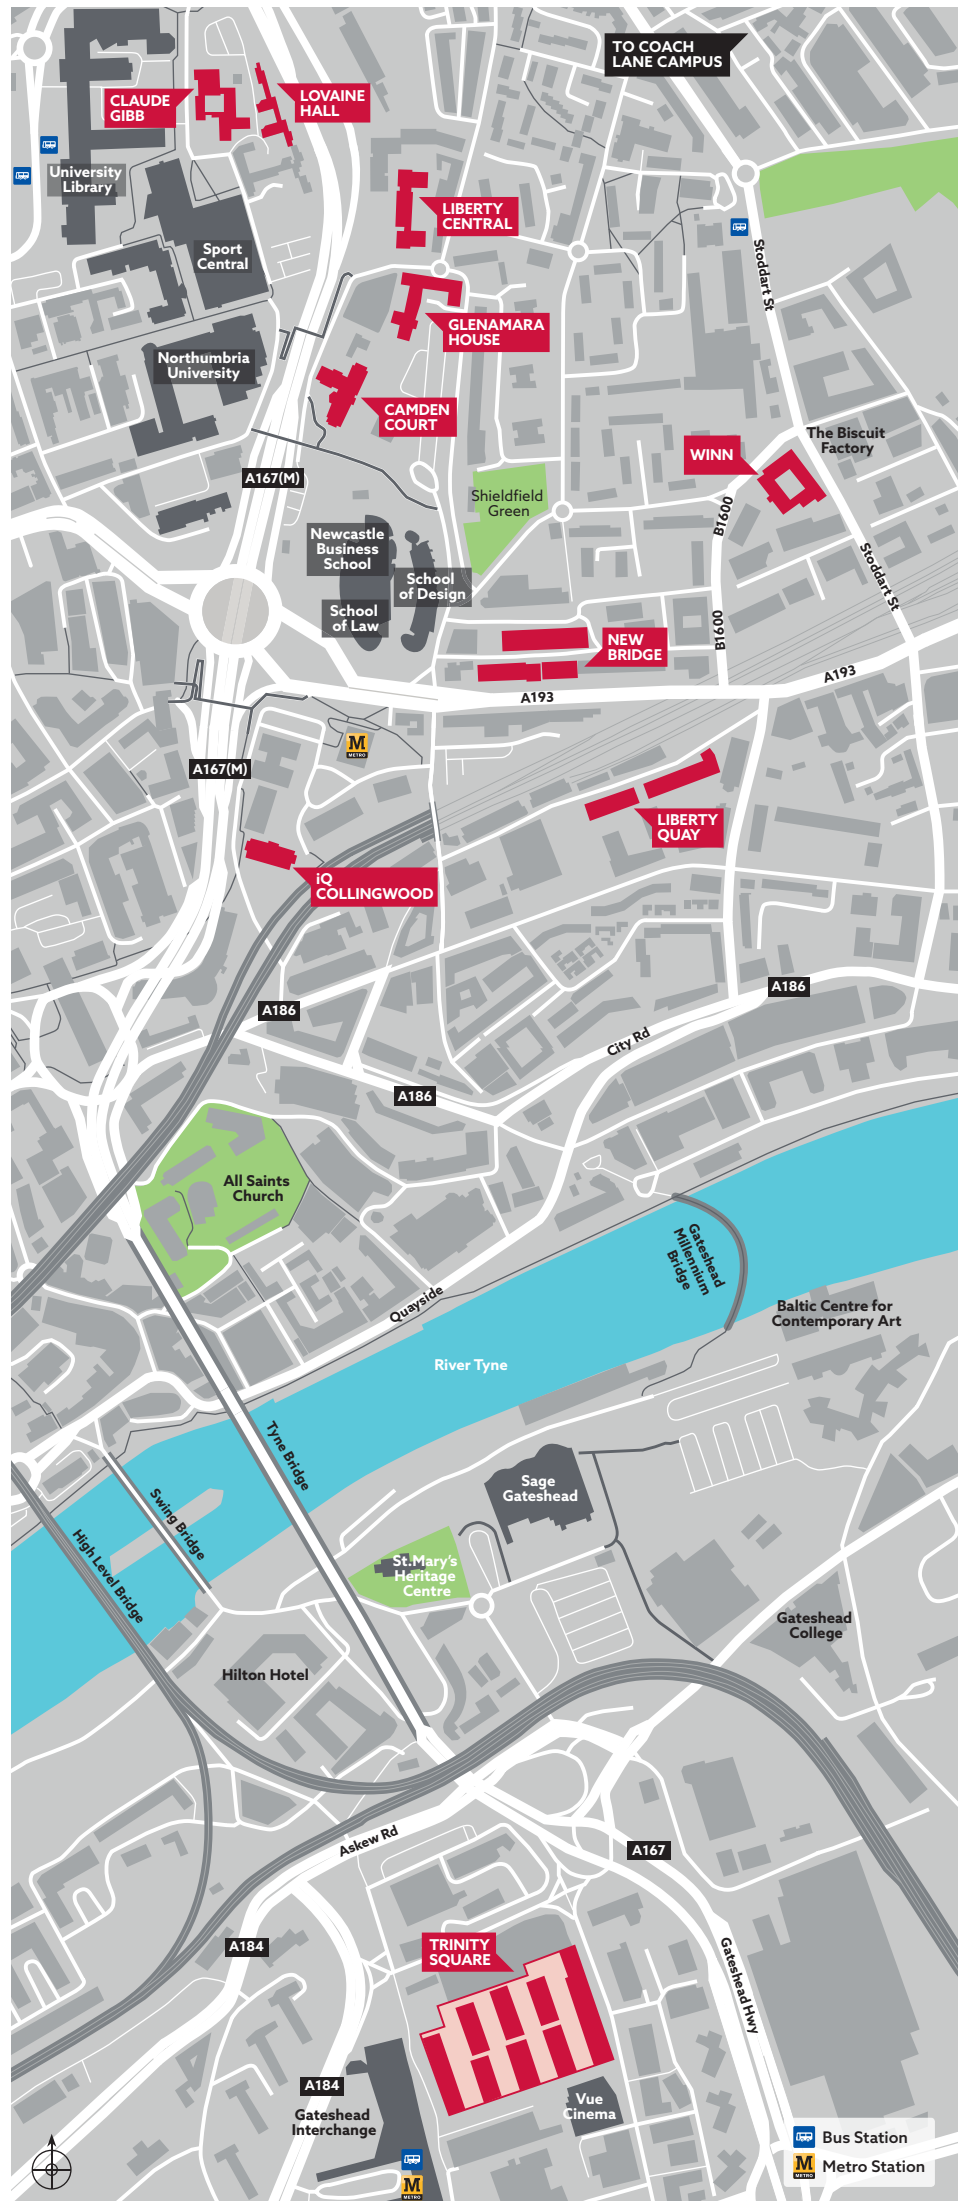 TO COACH
LANE CAMPUS
CLAUDE
GIBB
LOVAINE
HALL
University
Library
LIBERTY
CENTRAL
Sport
Central
Stoddart St
GLENAMARA
HOUSE
Northumbria
University
CAMDEN
COURT
The Biscuit
Factory
WINN
A167(M)
Shieldfield
Green
B1600
Newcastle
Business
School
School
of Design
Stoddart St
School
of Law
B1600
NEW
BRIDGE
A193
A193
M
METRO
A167(M)
LIBERTY
QUAY
iQ
COLLINGWOOD
A186
A186
City Rd
A186
All Saints
Church
Gateshead
Millennium
Bridge
Quayside
Baltic Centre for
Contemporary Art
River Tyne
Tyne Bridge
Sage
Gateshead
Swing Bridge
High Level Bridge
St.Mary's
Heritage
Centre
Gateshead
College
Hilton Hotel
Askew Rd
A167
TRINITY
SQUARE
A184
Gateshead Hwy
A184
Gateshead
Interchange
Vue
Cinema
Bus Station
M
METRO
Metro Station
M
METRO